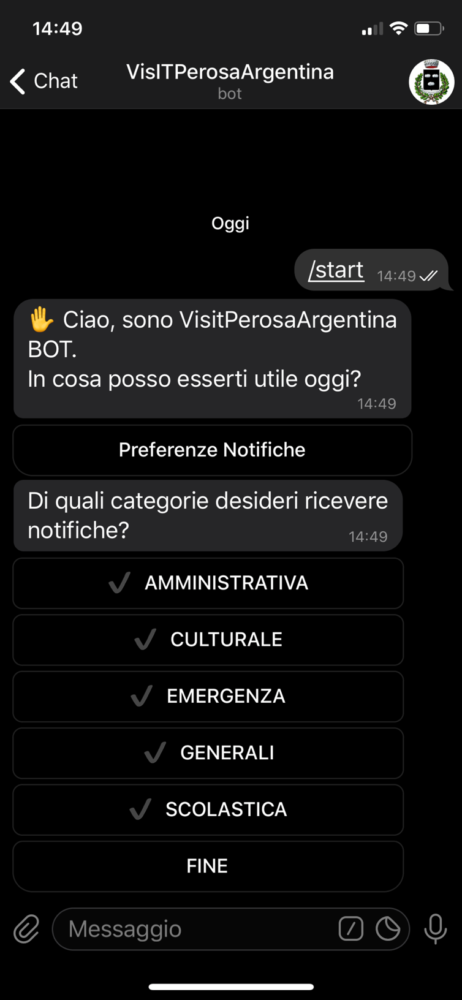 14:49
Chat
VisITPerosaArgentina
bot
Oggi
/start 14:49
✋ Ciao, sono VisitPerosaArgentina
BOT.
In cosa posso esserti utile oggi?
14:49
Preferenze Notifiche
Di quali categorie desideri ricevere
notifiche?
14:49
✔ AMMINISTRATIVA
✔ CULTURALE
✔ EMERGENZA
✔ GENERALI
✔ SCOLASTICA
FINE
Messaggio